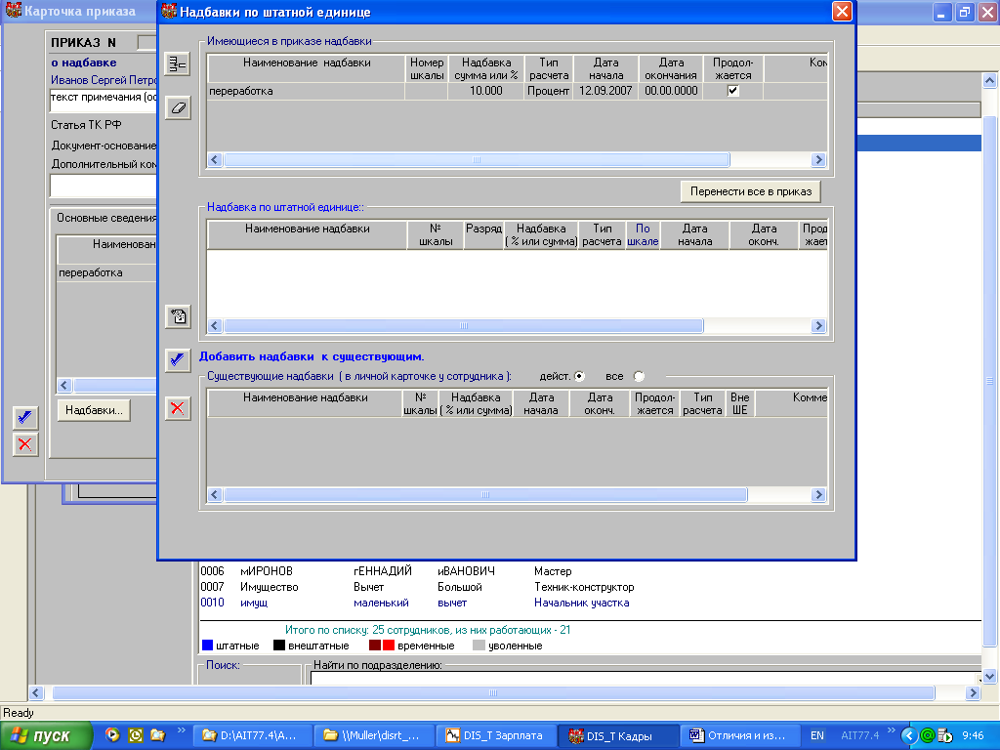 Карточка приказа
Надбавки по штатной единице
ПРИКАЗ N
о надбавке
Иванов Сергей Петро
текст примечания (ос
Статья ТК РФ
Документ-основание
Дополнительный ком
Основные сведения
Наименован
переработка
Надбавки...
Имеющиеся в приказе надбавки
Наименование надбавки Номер шкалы Надбавка сумма или % Тип расчета Дата начала Дата окончания Продол-жается Ком
переработка 10.000 Процент 12.09.2007 00.00.0000
Перенести все в приказ
Надбавка по штатной единице::
Наименование надбавки № шкалы Разряд Надбавка ( % или сумма) Тип расчета По шкале Дата начала Дата оконч. Прод жает
Добавить надбавки к существующим.
Существующие надбавки ( в личной карточке у сотрудника ): дейст. все
Наименование надбавки № шкалы Надбавка ( % или сумма) Дата начала Дата оконч. Продол-жается Тип расчета Вне ШЕ Комме
0006 мИРОНОВ гЕННАДИЙ иВАНОВИЧ Мастер
0007 Имущество Вычет Большой Техник-конструктор
0010 имущ маленький вычет Начальник участка
Итого по списку: 25 сотрудников, из них работающих - 21
штатные внештатные временные уволенные
Поиск: Найти по подразделению:
Ready
пуск D:\AIT77.4\A... \\Muller\disrt_... DIS_T Зарплата DIS_T Кадры Отличия и из... EN AIT77.4 9:46